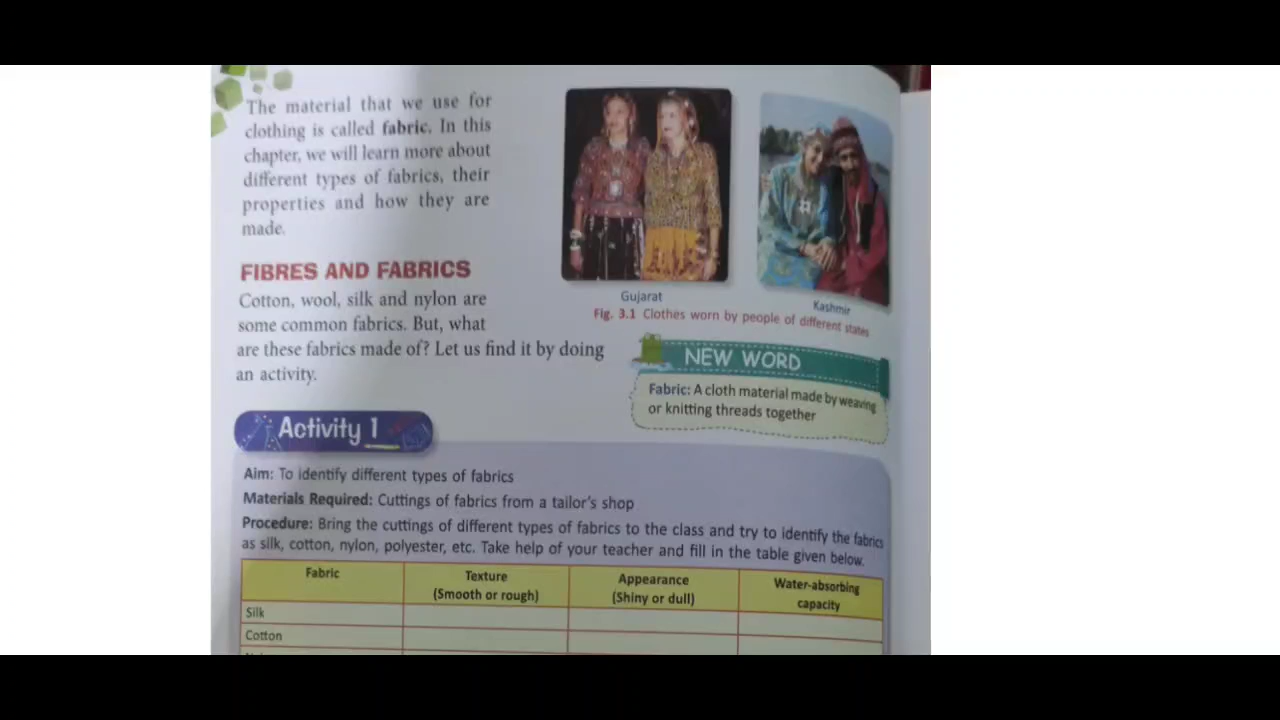 The material that we use for
clothing is called fabric. In this
chapter, we will learn more about
different types of fabrics, their
properties and how they are
made.
FIBRES AND FABRICS
Cotton, wool, silk and nylon are
some common fabrics. But, what
are these fabrics made of? Let us find it by doing
an activity.
Gujarat
Kashmir
Fig. 3.1 Clothes worn by people of different states
NEW WORD
Fabric: A cloth material made by weaving
or knitting threads together
Activity 1
Aim: To identify different types of fabrics
Materials Required: Cuttings of fabrics from a tailor's shop
Procedure: Bring the cuttings of different types of fabrics to the class and try to identify the fabrics
as silk, cotton, nylon, polyester, etc. Take help of your teacher and fill in the table given below.
Fabric Texture Appearance Water-absorbing
(Smooth or rough) (Shiny or dull) capacity
Silk
Cotton